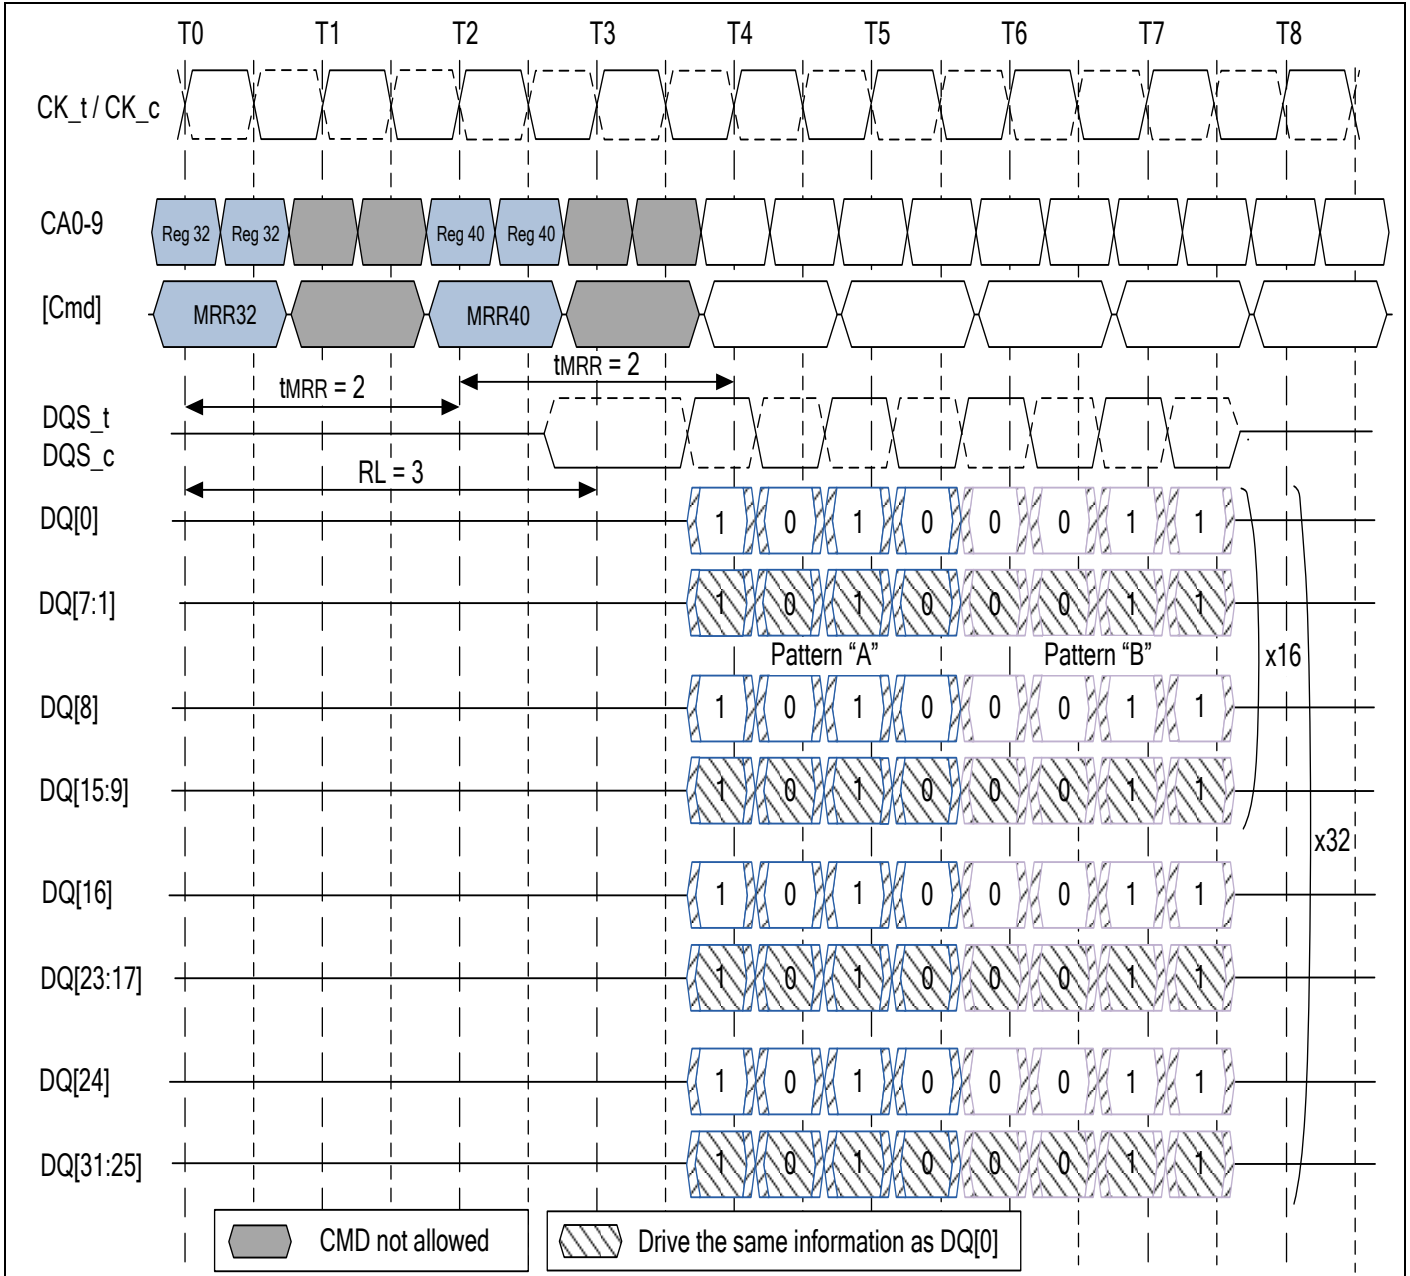 T0 T1 T2 T3 T4 T5 T6 T7 T8
CK_t / CK_c
CA0-9 Reg 32 Reg 32 Reg 40 Reg 40
[Cmd] MRR32 MRR40
tMRR = 2 tMRR = 2
DQS_t
DQS_c
RL = 3
DQ[0] 1 0 1 0 0 0 1 1
DQ[7:1] 1 0 1 0 0 0 1 1
Pattern “A” Pattern “B” x16
DQ[8] 1 0 1 0 0 0 1 1
DQ[15:9] 1 0 1 0 0 0 1 1
x32
DQ[16] 1 0 1 0 0 0 1 1
DQ[23:17] 1 0 1 0 0 0 1 1
DQ[24] 1 0 1 0 0 0 1 1
DQ[31:25] 1 0 1 0 0 0 1 1
CMD not allowed Drive the same information as DQ[0]